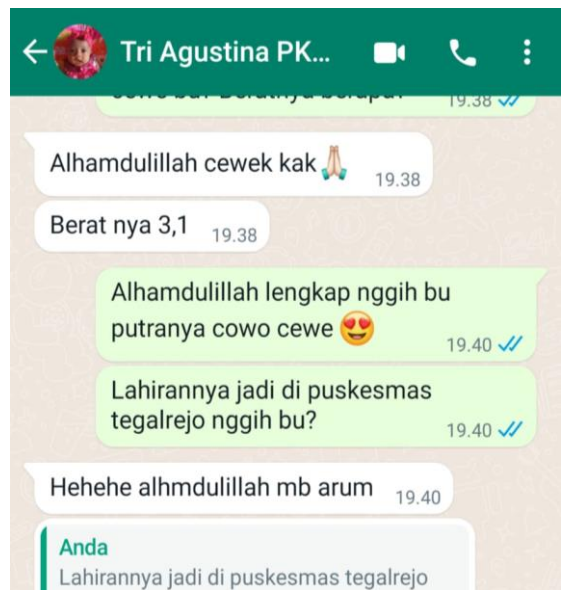 Tri Agustina PK...
19.38
Alhamdulillah cewek kak🙏🏻
19.38
Berat nya 3,1 19.38
Alhamdulillah lengkap nggih bu
putranya cowo cewe 😍
19.40
Lahirannya jadi di puskesmas
tegalrejo nggih bu?
19.40
Hehehe alhmdulillah mb arum 19.40
Anda
Lahirannya jadi di puskesmas tegalrejo